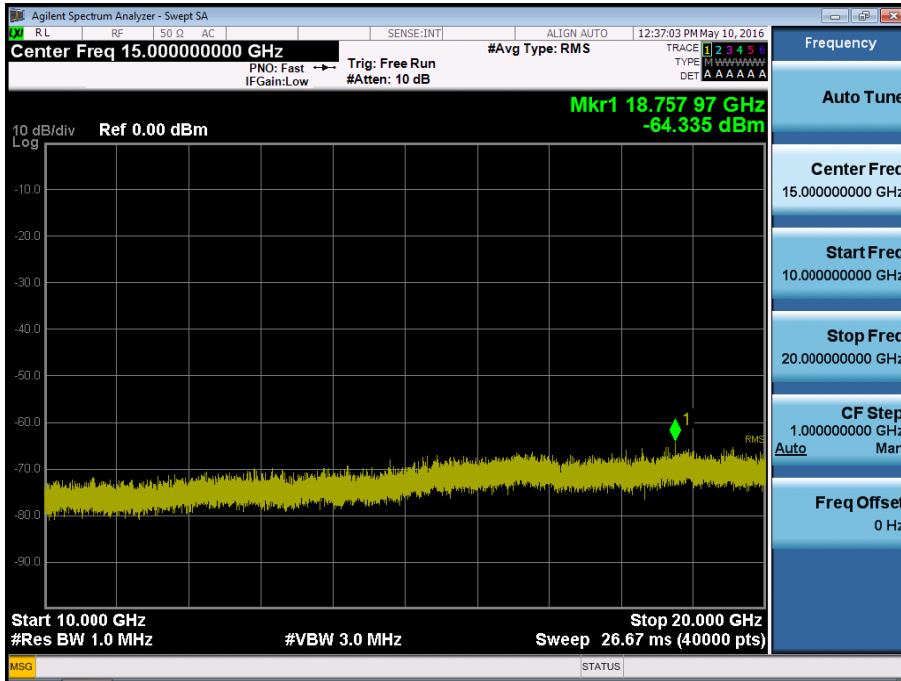 Agilent Spectrum Analyzer - Swept SA
LXI RL RF 50 Ω AC SENSE:INT ALIGN AUTO 12:37:03 PM May 10, 2016
Center Freq 15.000000000 GHz
PNO: Fast
IFGain:Low
Trig: Free Run
#Atten: 10 dB
#Avg Type: RMS
TRACE 1 2 3 4 5 6
TYPE M WWWWW
DET A A A A A A
Mkr1 18.757 97 GHz
-64.335 dBm
10 dB/div Ref 0.00 dBm
Log
-10.0
-20.0
-30.0
-40.0
-50.0
-60.0
-70.0
-80.0
-90.0
1
RMS
Start 10.000 GHz Stop 20.000 GHz
#Res BW 1.0 MHz #VBW 3.0 MHz Sweep 26.67 ms (40000 pts)
MSG STATUS
Frequency
Auto Tune
Center Freq
15.000000000 GHz
Start Freq
10.000000000 GHz
Stop Freq
20.000000000 GHz
CF Step
1.000000000 GHz
Auto Man
Freq Offset
0 Hz